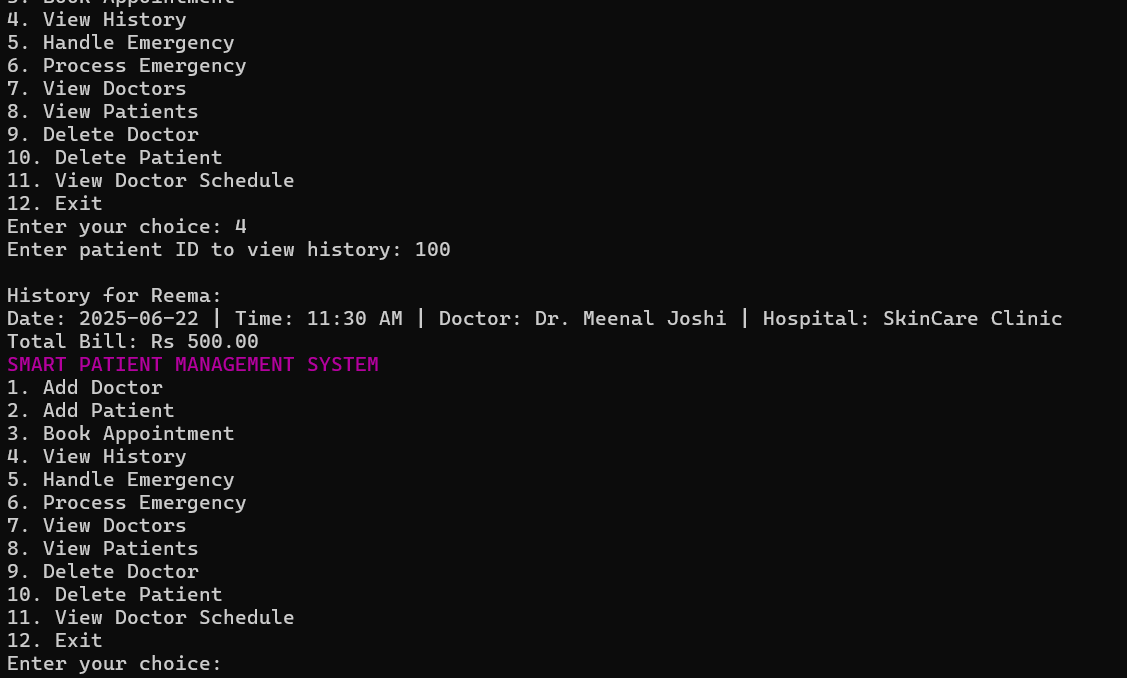 3. Book Appointment
4. View History
5. Handle Emergency
6. Process Emergency
7. View Doctors
8. View Patients
9. Delete Doctor
10. Delete Patient
11. View Doctor Schedule
12. Exit
Enter your choice: 4
Enter patient ID to view history: 100
History for Reema:
Date: 2025-06-22 | Time: 11:30 AM | Doctor: Dr. Meenal Joshi | Hospital: SkinCare Clinic
Total Bill: Rs 500.00
SMART PATIENT MANAGEMENT SYSTEM
1. Add Doctor
2. Add Patient
3. Book Appointment
4. View History
5. Handle Emergency
6. Process Emergency
7. View Doctors
8. View Patients
9. Delete Doctor
10. Delete Patient
11. View Doctor Schedule
12. Exit
Enter your choice: